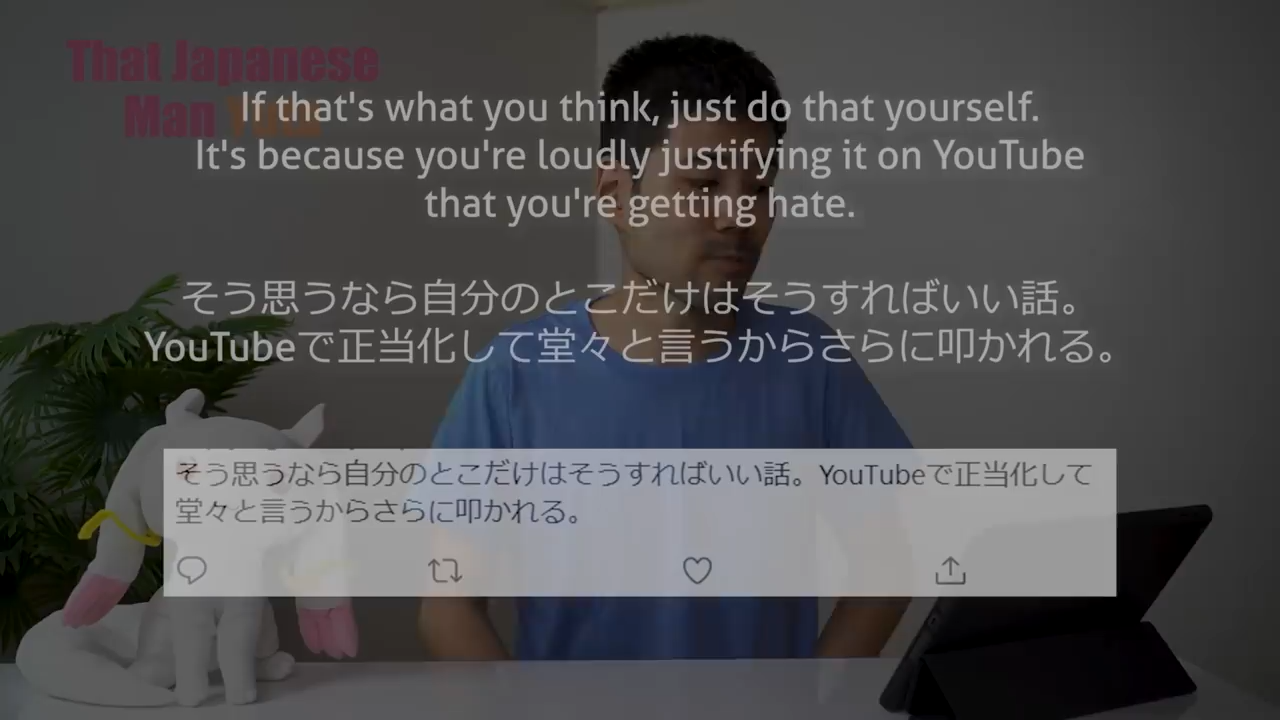 That Japanese
Man Yuta
If that's what you think, just do that yourself.
It's because you're loudly justifying it on YouTube
that you're getting hate.
そう思うなら自分のとこだけはそうすればいい話。
YouTubeで正当化して堂々と言うからさらに叩かれる。
そう思うなら自分のとこだけはそうすればいい話。YouTubeで正当化して
堂々と言うからさらに叩かれる。